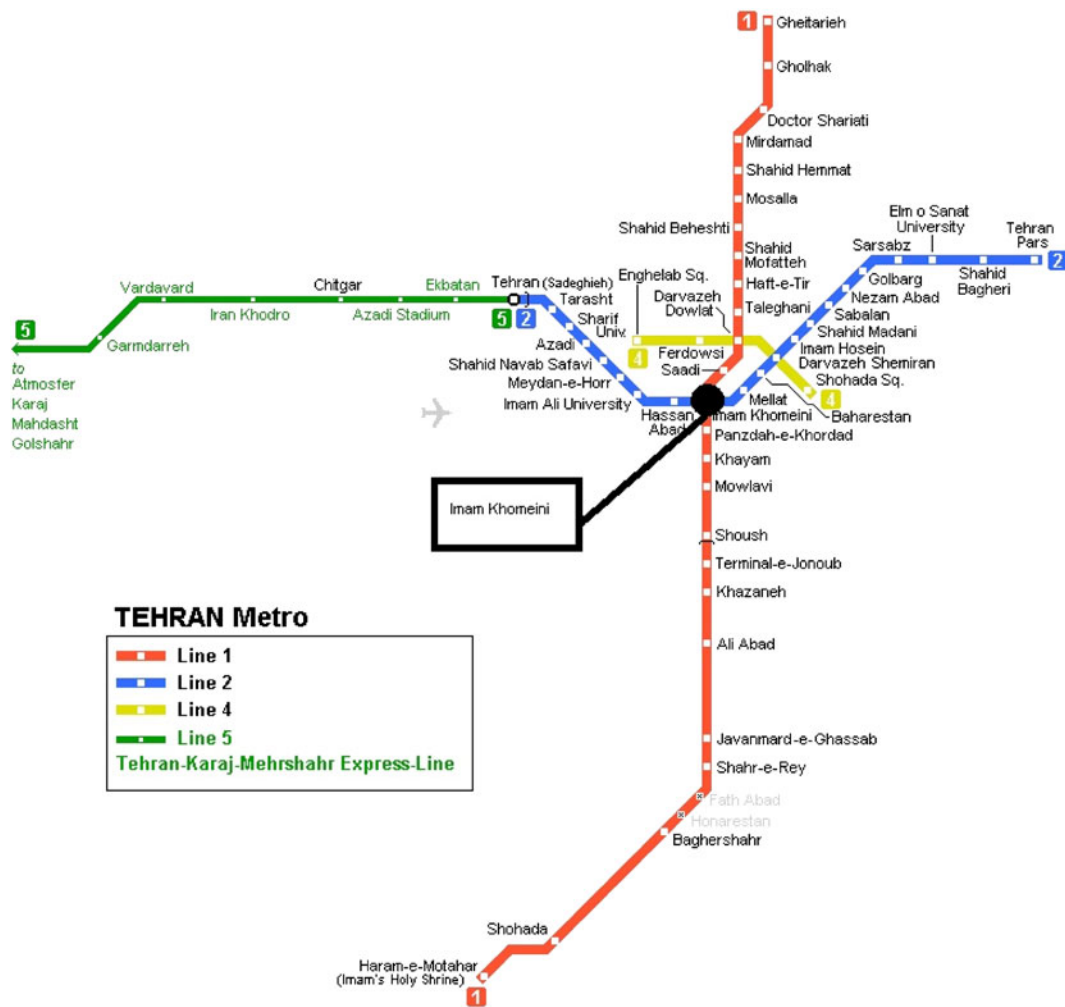 1
Gheitarieh
Gholhak
Doctor Shariati
Mirdamad
Shahid Hemmat
Mosalla
Shahid Beheshti
Shahid
Mofatteh
Haft-e-Tir
Taleghani
Darvazeh
Dowlat
Enghelab Sq.
4
Ferdowsi
Saadi
Elm o Sanat
University
Tehran
Pars
2
Sarsabz
Shahid
Bagheri
Golbarg
Nezam Abad
Sabalan
Shahid Madani
Imam Hosein
Darvazeh Shemiran
Shohada Sq.
4
Baharestan
Mellat
Imam Khomeini
Hassan
Abad
Tehran (Sadeghieh)
5
2
Tarasht
Sharif
Univ.
Azadi
Shahid Navab Safavi
Meydan-e-Horr
Imam Ali University
Vardavard
Chitgar
Ekbatan
Iran Khodro
Azadi Stadium
5
Garmdarreh
to
Atmosfer
Karaj
Mahdasht
Golshahr
Panzdah-e-Khordad
Khayam
Mowlavi
Imam Khomeini
Shoush
Terminal-e-Jonoub
Khazaneh
Ali Abad
Javanmard-e-Ghassab
Shahr-e-Rey
Fath Abad
Honarestan
Baghershahr
Shohada
Haram-e-Motahar
(Imam's Holy Shrine)
1
TEHRAN Metro
Line 1
Line 2
Line 4
Line 5
Tehran-Karaj-Mehrshahr Express-Line